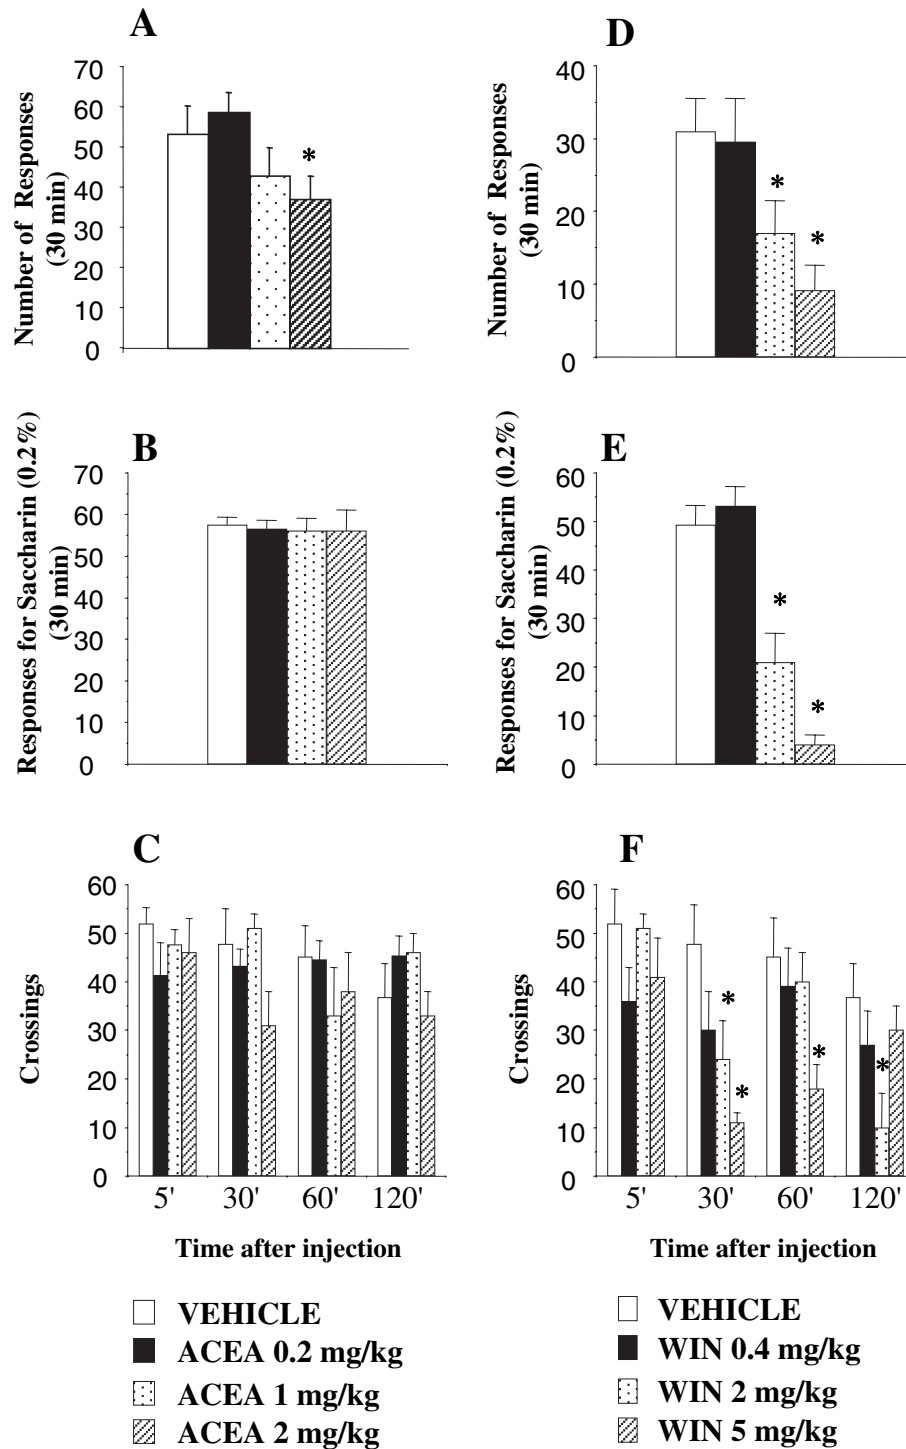 A
Number of Responses
(30 min)
70
60
50
40
30
20
10
0
*
D
Number of Responses
(30 min)
40
30
20
10
0
*
*
B
Responses for Saccharin (0.2%)
(30 min)
70
60
50
40
30
20
10
0
E
Responses for Saccharin (0.2%)
(30 min)
60
50
40
30
20
10
0
*
*
C
Crossings
60
50
40
30
20
10
0
5' 30' 60' 120'
Time after injection
F
Crossings
60
50
40
30
20
10
0
*
*
*
*
5' 30' 60' 120'
Time after injection
VEHICLE
ACEA 0.2 mg/kg
ACEA 1 mg/kg
ACEA 2 mg/kg
VEHICLE
WIN 0.4 mg/kg
WIN 2 mg/kg
WIN 5 mg/kg